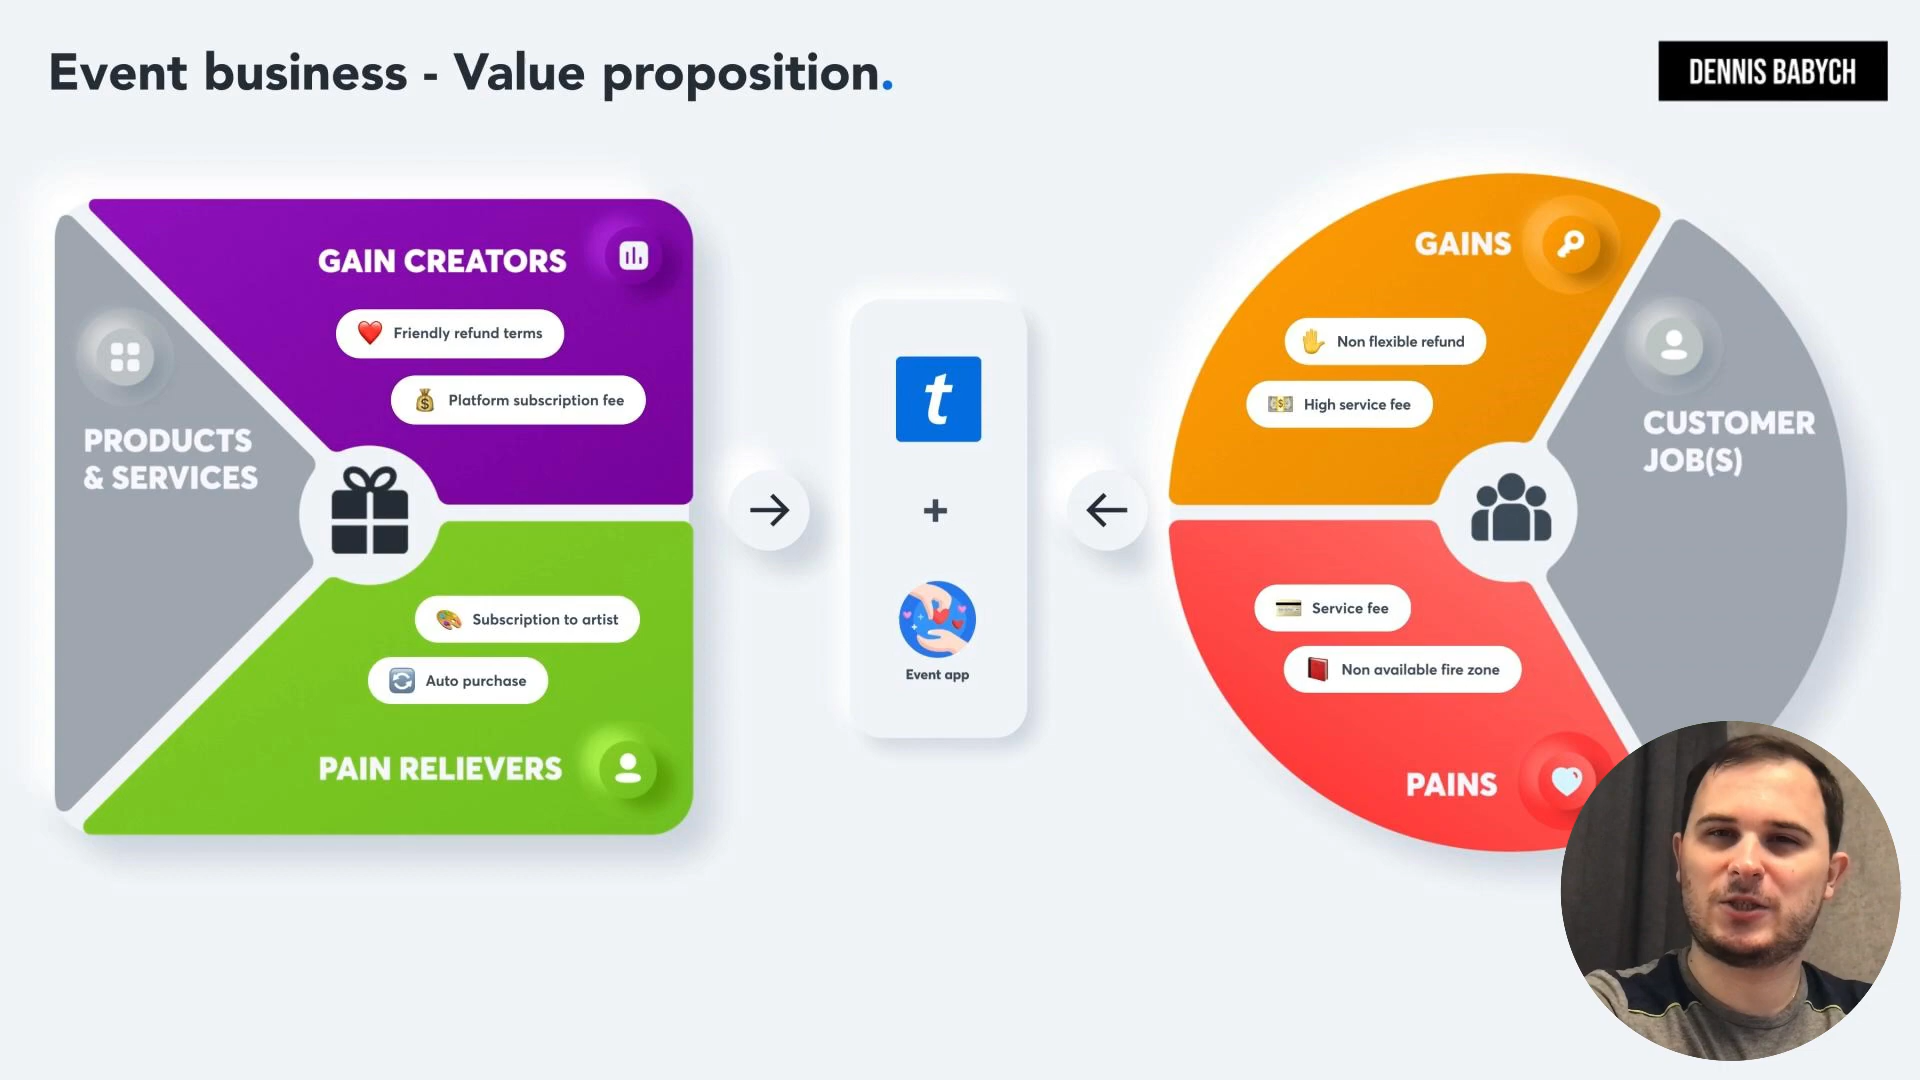 Event business - Value proposition.
DENNIS BABYCH
GAIN CREATORS
Friendly refund terms
Platform subscription fee
PRODUCTS
& SERVICES
Subscription to artist
Auto purchase
PAIN RELIEVERS
t
+
Event app
GAINS
Non flexible refund
High service fee
CUSTOMER
JOB(S)
Service fee
Non available fire zone
PAINS